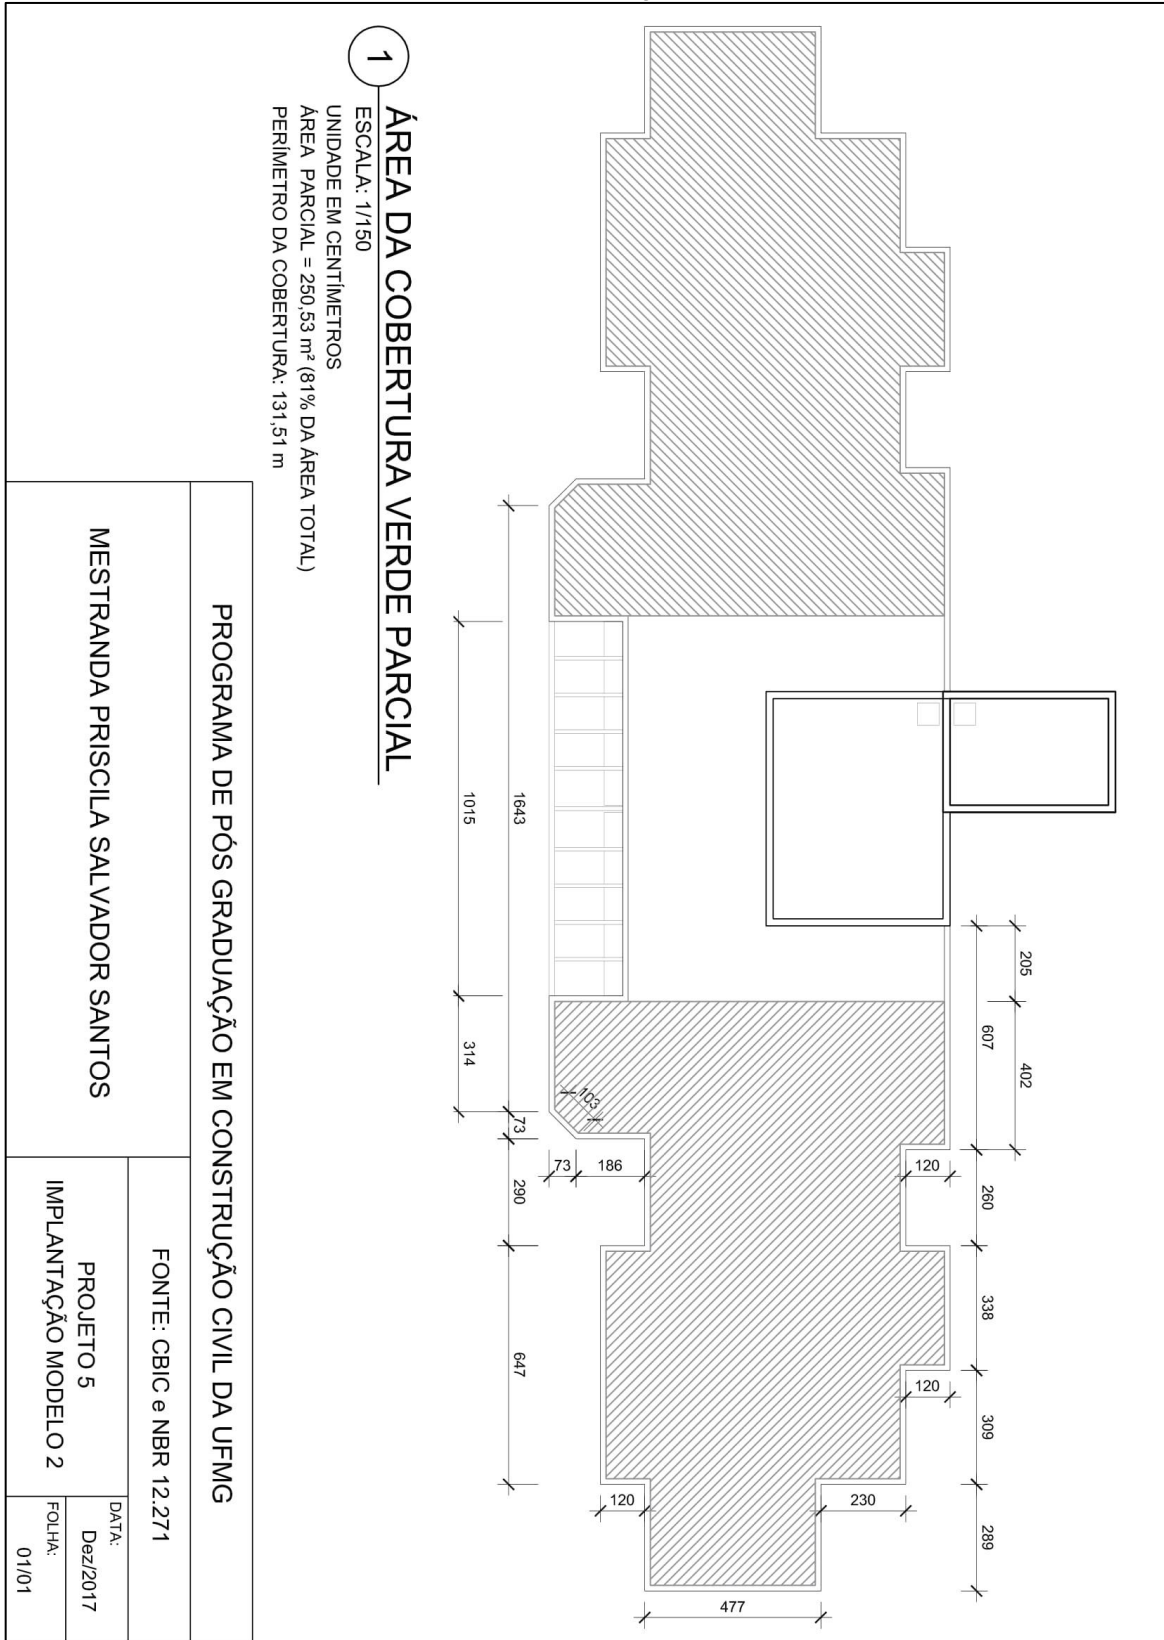 1
ÁREA DA COBERTURA VERDE PARCIAL
ESCALA: 1/150
UNIDADE EM CENTÍMETROS
ÁREA PARCIAL = 250,53 m² (81% DA ÁREA TOTAL)
PERÍMETRO DA COBERTURA: 131,51 m
205
402
607
120
260
338
120
309
289
230
477
120
103
73
186
1643
73
290
647
1015
314
PROGRAMA DE PÓS GRADUAÇÃO EM CONSTRUÇÃO CIVIL DA UFMG
MESTRANDA PRISCILA SALVADOR SANTOS
FONTE: CBIC e NBR 12.271
PROJETO 5
IMPLANTAÇÃO MODELO 2
DATA:
Dez/2017
FOLHA:
01/01